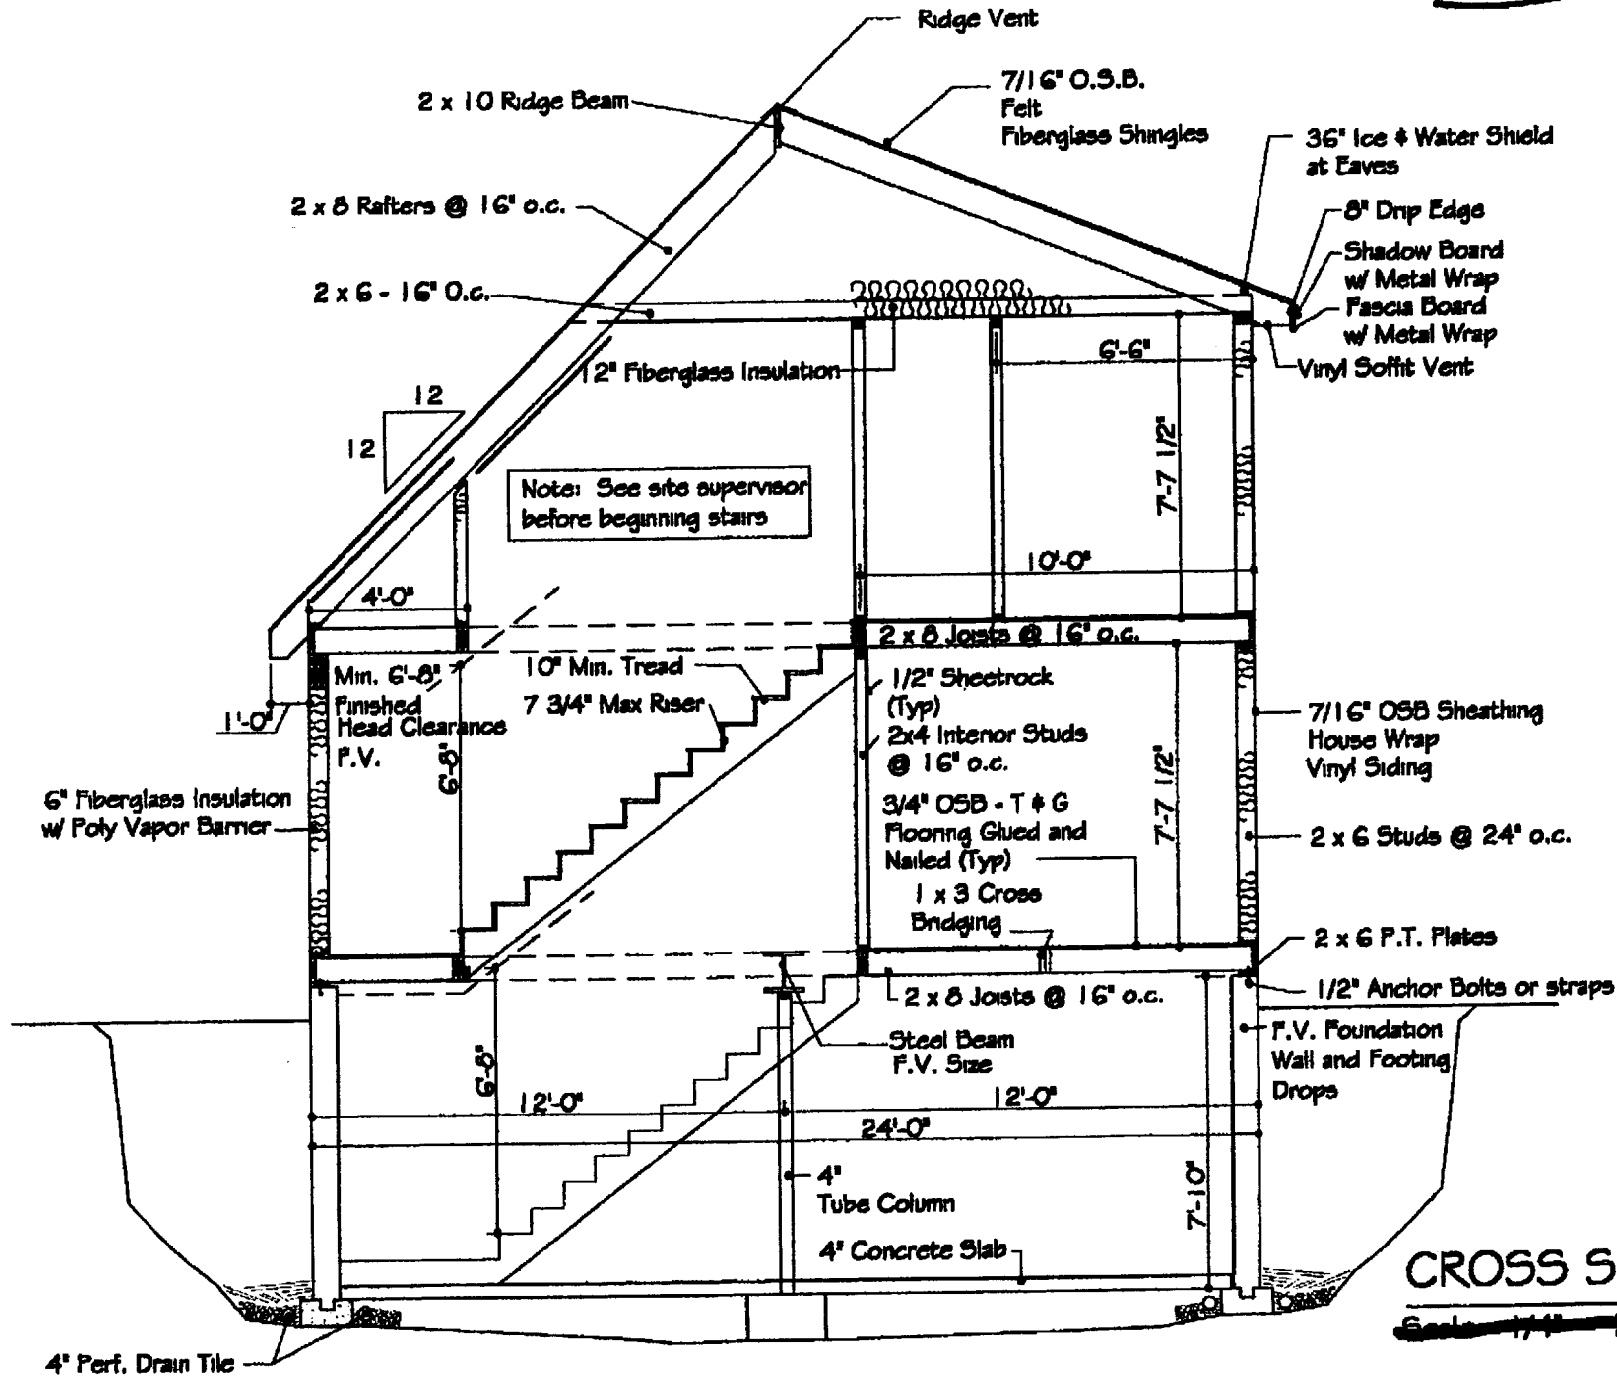 Ridge Vent
2 x 10 Ridge Beam
7/16" O.S.B.
Felt
Fiberglass Shingles
36" Ice & Water Shield
at Eaves
2 x 8 Rafters @ 16" o.c.
8" Drip Edge
Shadow Board
w/ Metal Wrap
Fascia Board
w/ Metal Wrap
Vinyl Soffit Vent
2 x 6 - 16" O.c.
12" Fiberglass Insulation
6'-6"
12
12
7'-7 1/2"
Note: See site supervisor
before beginning stairs
10'-0"
4'-0"
2 x 8 Joists @ 16" o.c.
Min. 6'-8"
Finished
Head Clearance
F.V.
10" Min. Tread
7 3/4" Max Riser
1'-0"
6'-8"
1/2" Sheetrock
(Typ)
2x4 Interior Studs
@ 16" o.c.
3/4" OSB - T & G
Flooring Glued and
Nailed (Typ)
1 x 3 Cross
Bridging
7'-7 1/2"
7/16" OSB Sheathing
House Wrap
Vinyl Siding
6" Fiberglass Insulation
w/ Poly Vapor Barrier
2 x 6 Studs @ 24" o.c.
2 x 6 P.T. Plates
1/2" Anchor Bolts or straps
2 x 8 Joists @ 16" o.c.
Steel Beam
F.V. Size
F.V. Foundation
Wall and Footing
Drops
6'-8"
12'-0"
12'-0"
24'-0"
4"
Tube Column
7'-10"
4" Concrete Slab
CROSS S
4" Perf. Drain Tile